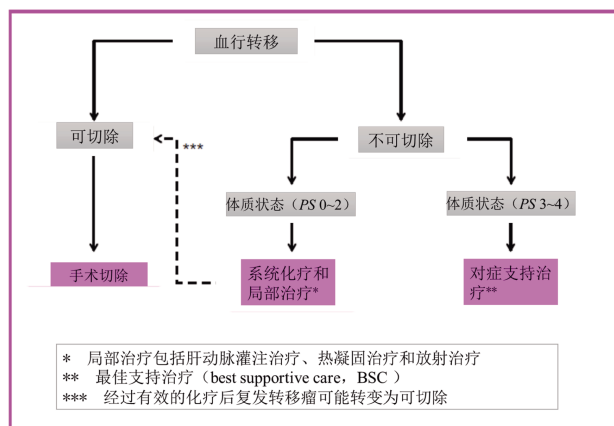 血行转移
可切除
***
不可切除
体质状态（PS 0~2）
体质状态（PS 3~4）
手术切除
系统化疗和
局部治疗*
对症支持治
疗**
* 局部治疗包括肝动脉灌注治疗、热凝固治疗和放射治疗
** 最佳支持治疗（best supportive care，BSC ）
*** 经过有效的化疗后复发转移瘤可能转变为可切除